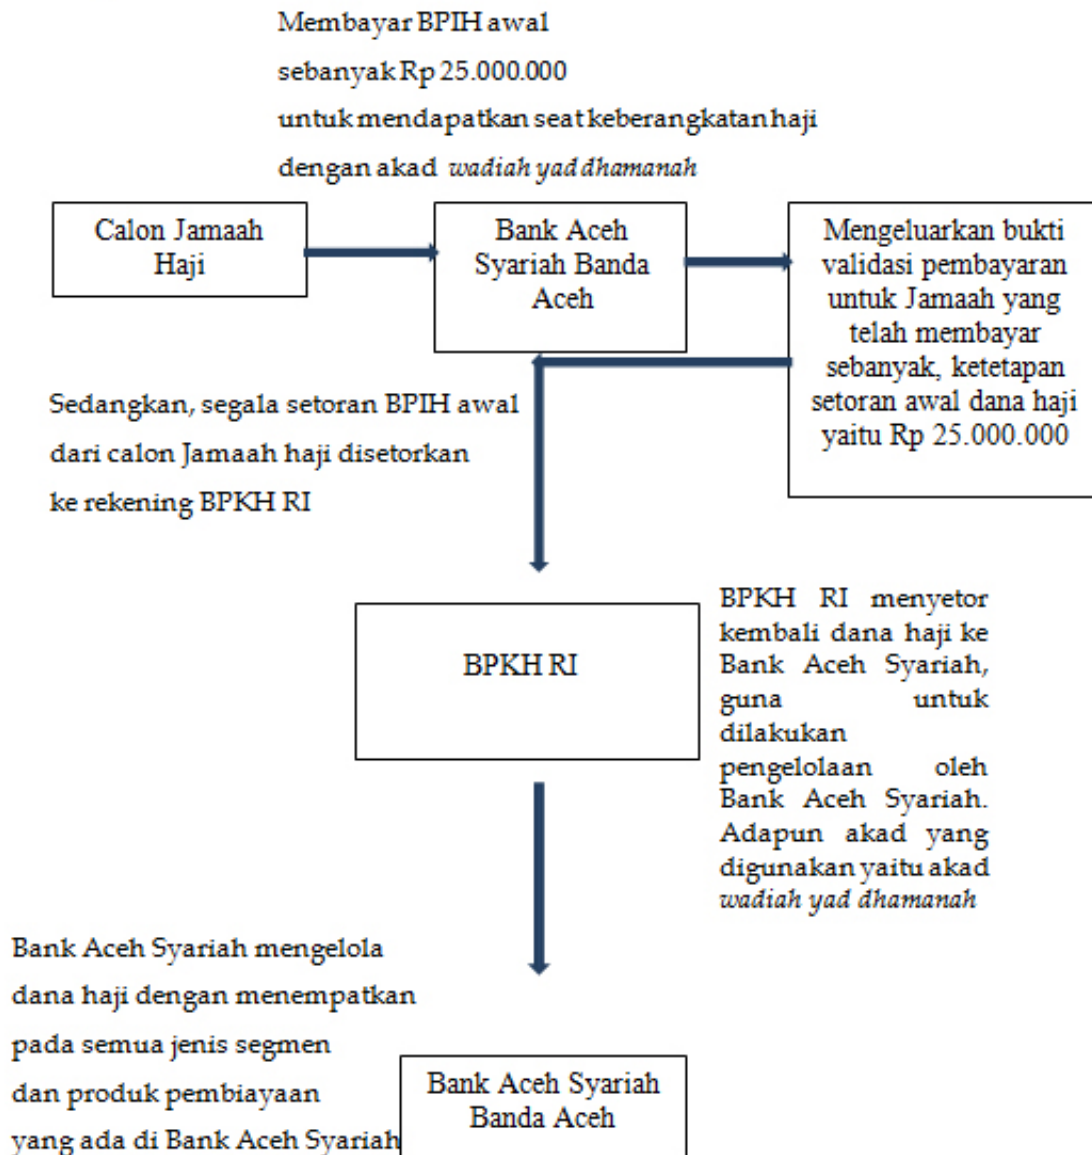 Membayar BPIH awal
sebanyak Rp 25.000.000
untuk mendapatkan seat keberangkatan haji
dengan akad wadiah yad dhamanah
Calon Jamaah
Haji
Bank Aceh
Syariah Banda
Aceh
Mengeluarkan bukti
validasi pembayaran
untuk Jamaah yang
telah membayar
sebanyak, ketetapan
setoran awal dana haji
yaitu Rp 25.000.000
Sedangkan, segala setoran BPIH awal
dari calon Jamaah haji disetorkan
ke rekening BPKH RI
BPKH RI
BPKH RI menyetor
kembali dana haji ke
Bank Aceh Syariah,
guna untuk
dilakukan
pengelolaan oleh
Bank Aceh Syariah.
Adapun akad yang
digunakan yaitu akad
wadiah yad dhamanah
Bank Aceh Syariah mengelola
dana haji dengan menempatkan
pada semua jenis segmen
dan produk pembiayaan
yang ada di Bank Aceh Syariah
Bank Aceh Syariah
Banda Aceh